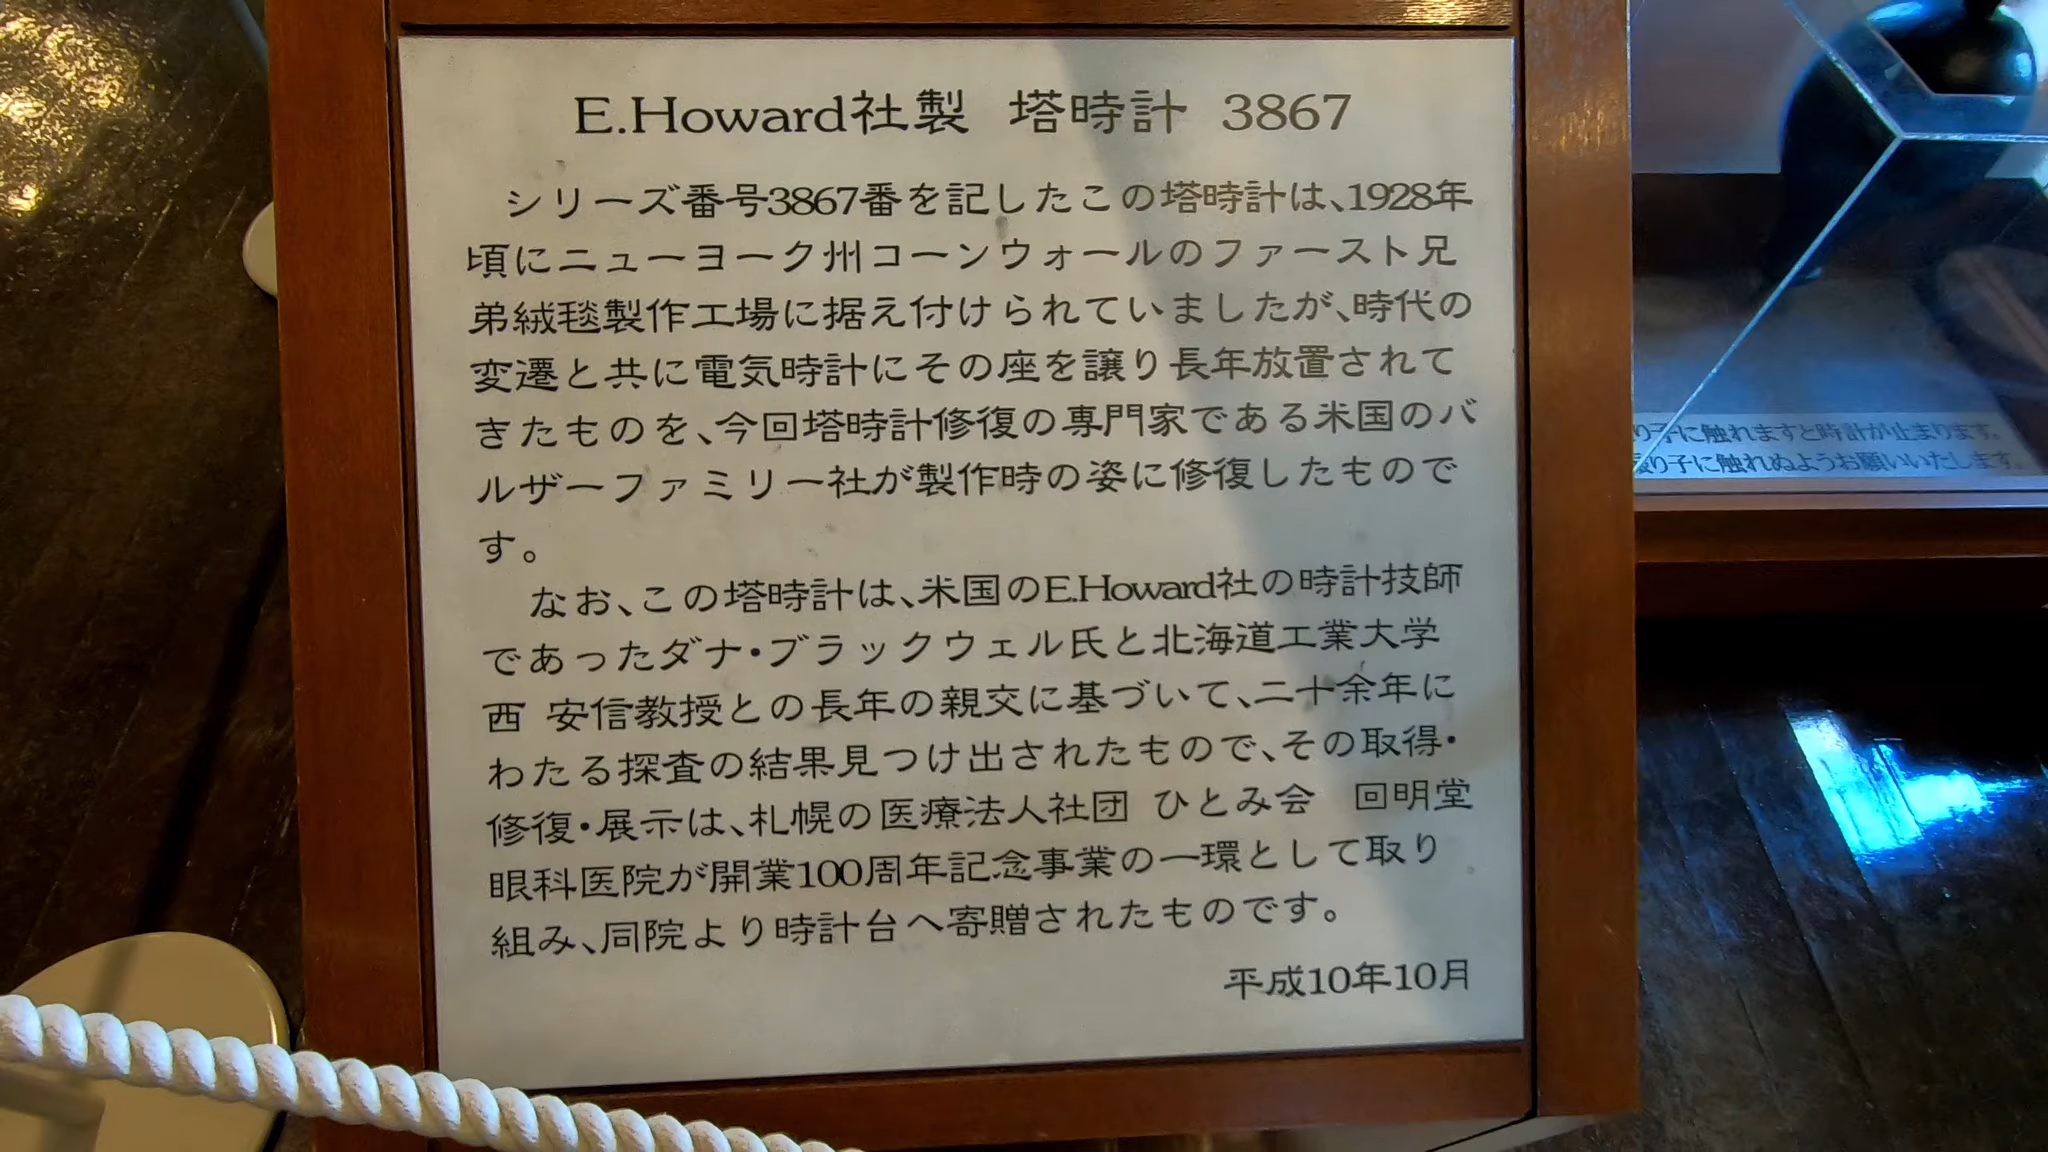 E.Howard社製 塔時計 3867
シリーズ番号3867番を記したこの塔時計は、1928年
頃にニューヨーク州コーンウォールのファースト兄
弟絨毯製作工場に据え付けられていましたが、時代の
変遷と共に電気時計にその座を譲り長年放置されて
きたものを、今回塔時計修復の専門家である米国のバ
ルザーファミリー社が製作時の姿に修復したもので
す。
なお、この塔時計は、米国のE.Howard社の時計技師
であったダナ・ブラックウェル氏と北海道工業大学
西 安信教授との長年の親交に基づいて、二十余年に
わたる探査の結果見つけ出されたもので、その取得・
修復・展示は、札幌の医療法人社団 ひとみ会 回明堂
眼科医院が開業100周年記念事業の一環として取り
組み、同院より時計台へ寄贈されたものです。
平成10年10月
り子に触れますと時計が止まります。
り子に触れぬようお願いいたします。